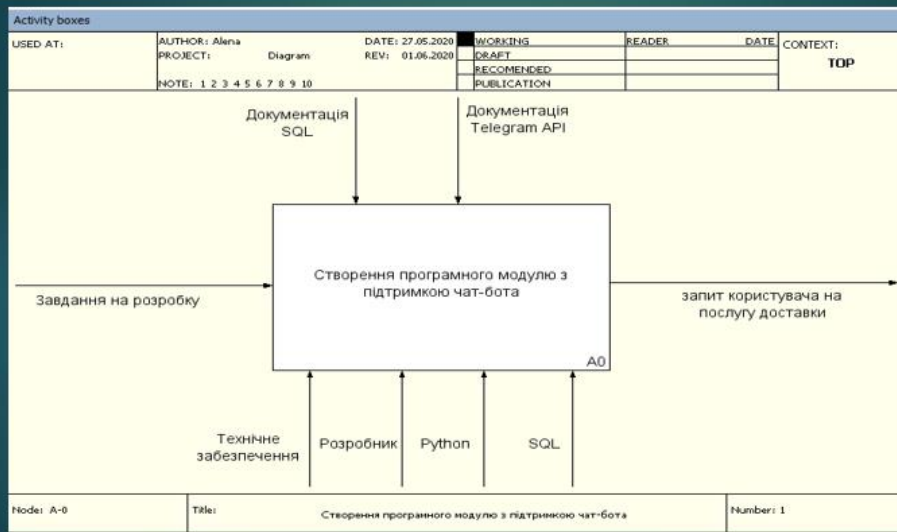 Activity boxes
USED AT:
AUTHOR: Alena DATE: 27.05.2020
PROJECT: Diagram REV: 01.06.2020
NOTE: 1 2 3 4 5 6 7 8 9 10
WORKING
DRAFT
RECOMENDED
PUBLICATION
READER DATE
CONTEXT:
TOP
Документація
SQL
Документація
Telegram API
Завдання на розробку
Створення програмного модулю з
підтримкою чат-бота
A0
запит користувача на
послугу доставки
Технічне
забезпечення
Розробник
Python
SQL
Node: A-0
Title:
Створення програмного модулю з підтримкою чат-бота
Number: 1